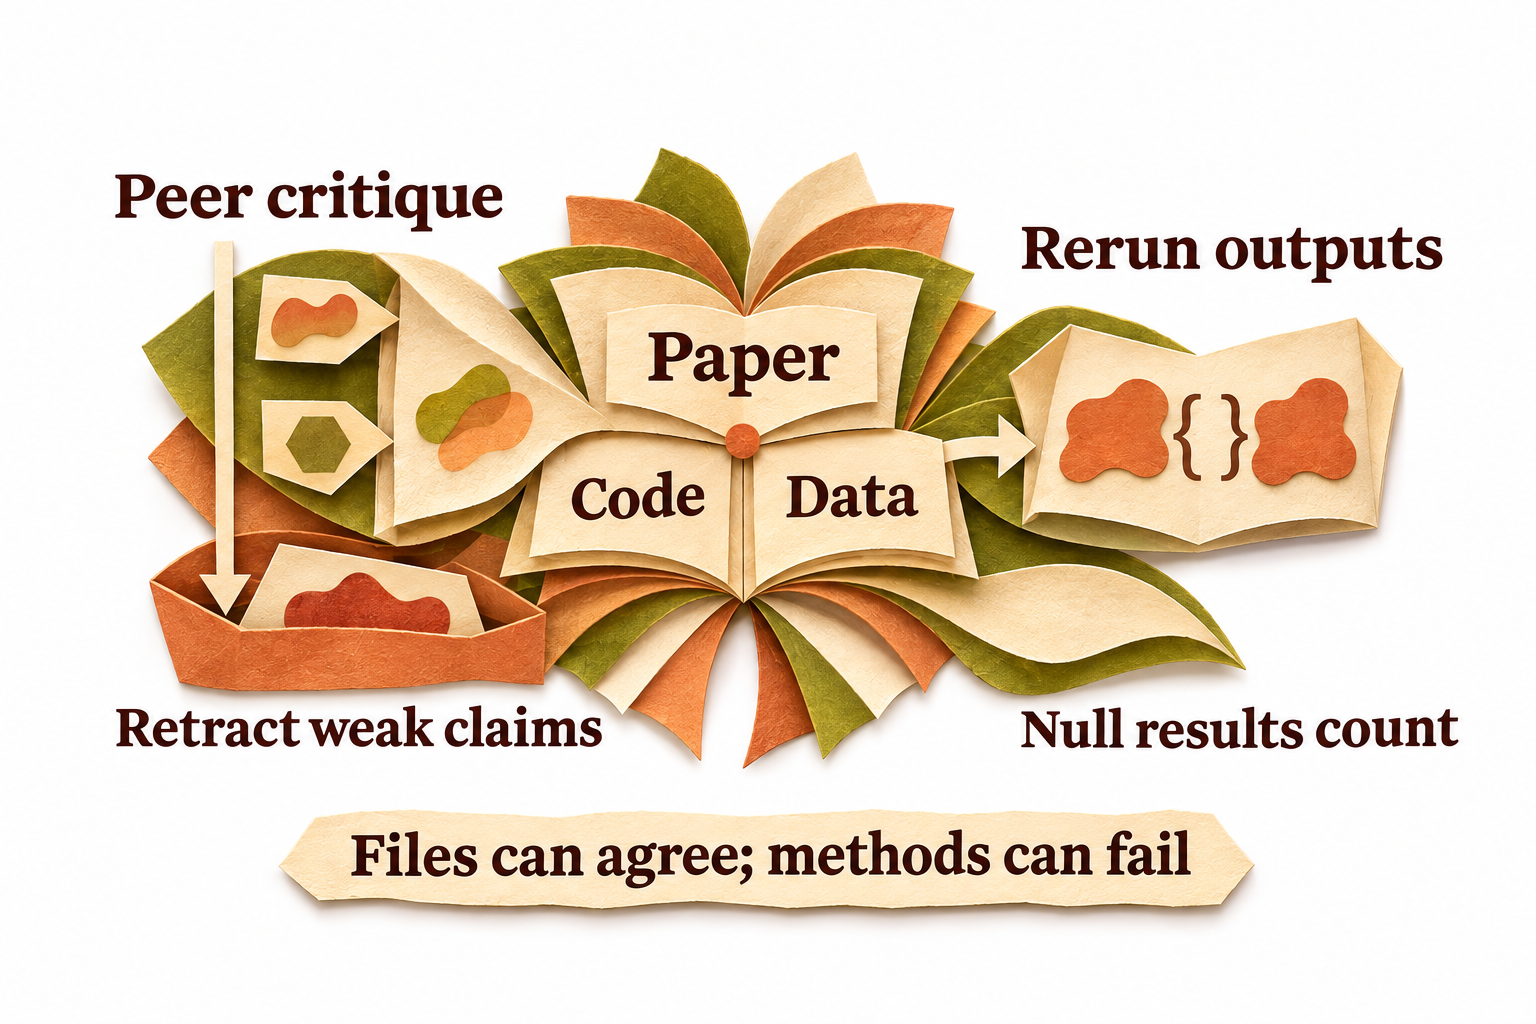 Peer critique
Rerun outputs
Paper
Code
Data
{ }
Retract weak claims
Null results count
Files can agree; methods can fail